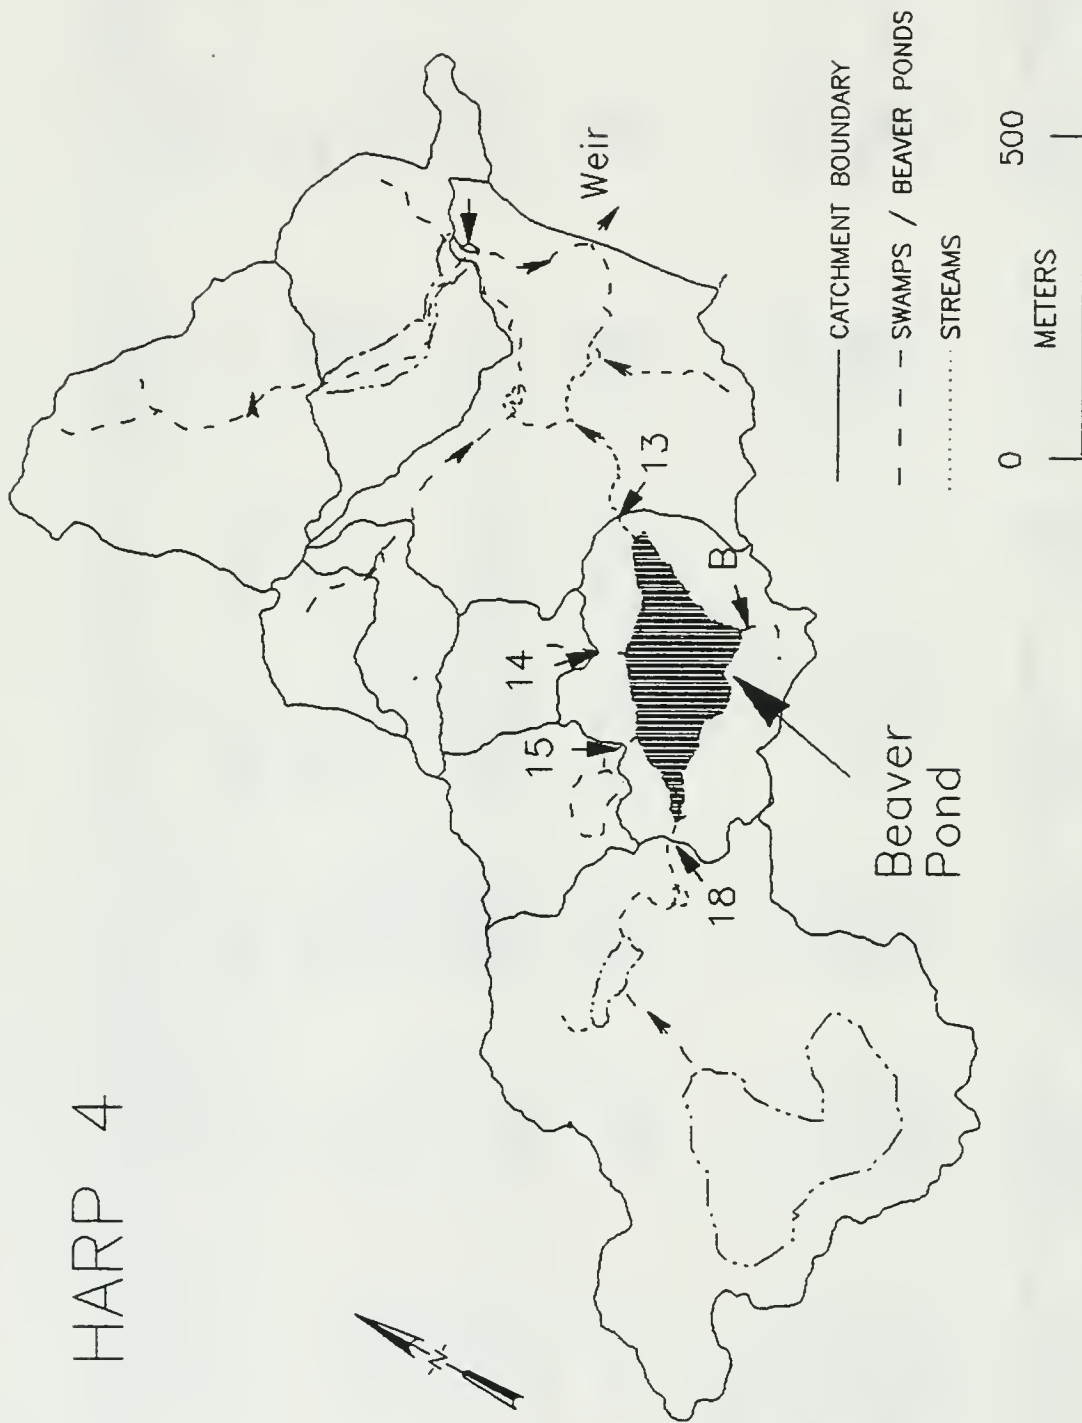 HARP 4
N
Weir
13
14
15
18
B
Beaver
Pond
CATCHMENT BOUNDARY
SWAMPS / BEAVER PONDS
STREAMS
0 500
METERS